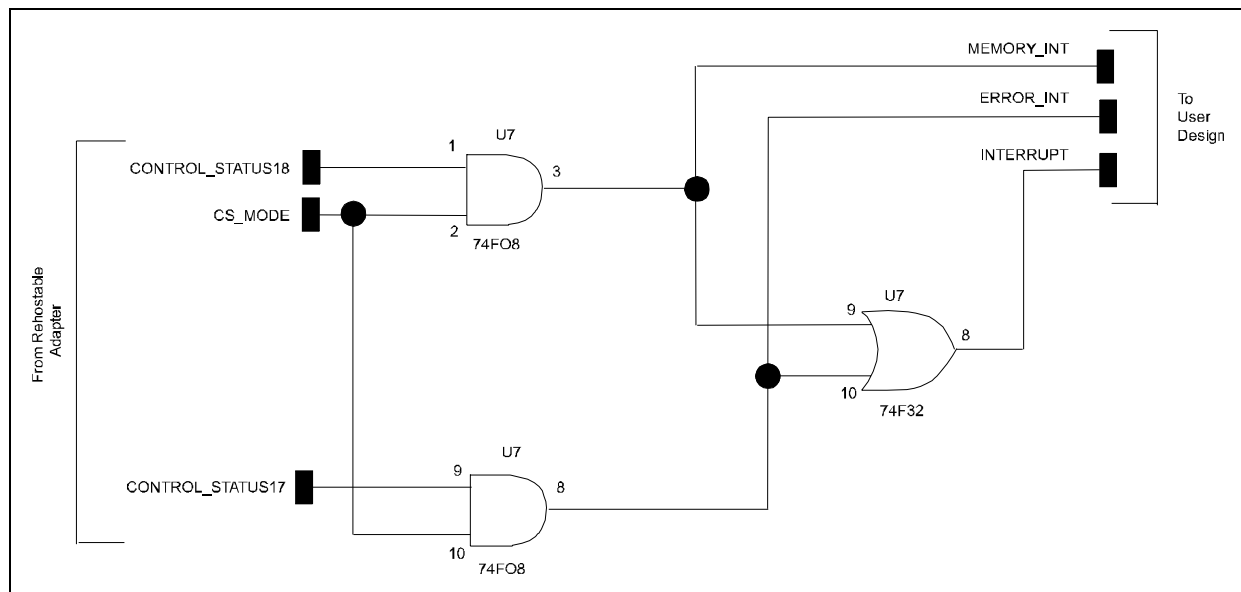 MEMORY_INT
ERROR_INT
INTERRUPT
To
User
Design
U7
1
3
CONTROL_STATUS18
CS_MODE
2
74FO8
From Rehostable
Adapter
U7
9
8
10
74F32
U7
9
8
CONTROL_STATUS17
10
74FO8